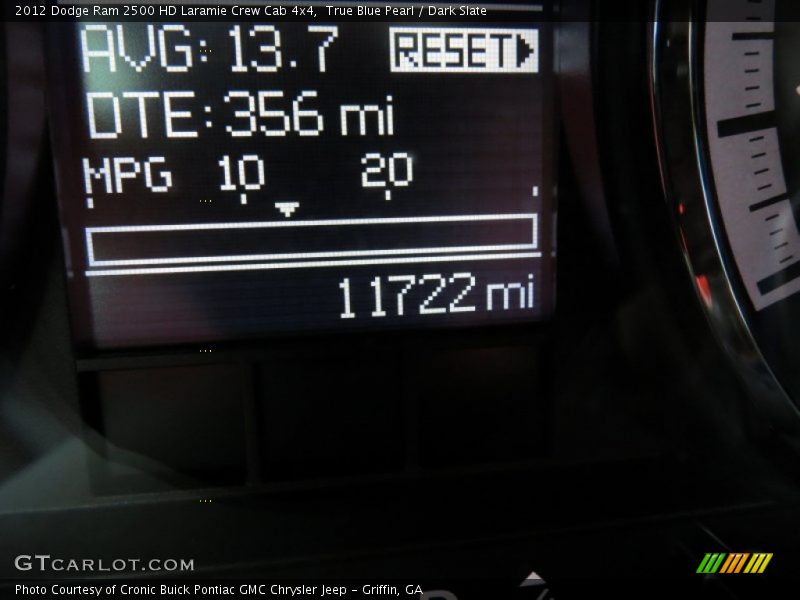 2012 Dodge Ram 2500 HD Laramie Crew Cab 4x4, True Blue Pearl / Dark Slate
AVG: 13.7 RESET
DTE: 356 mi
MPG 10 20
11722 mi
GTCARLOT.COM
Photo Courtesy of Cronic Buick Pontiac GMC Chrysler Jeep - Griffin, GA